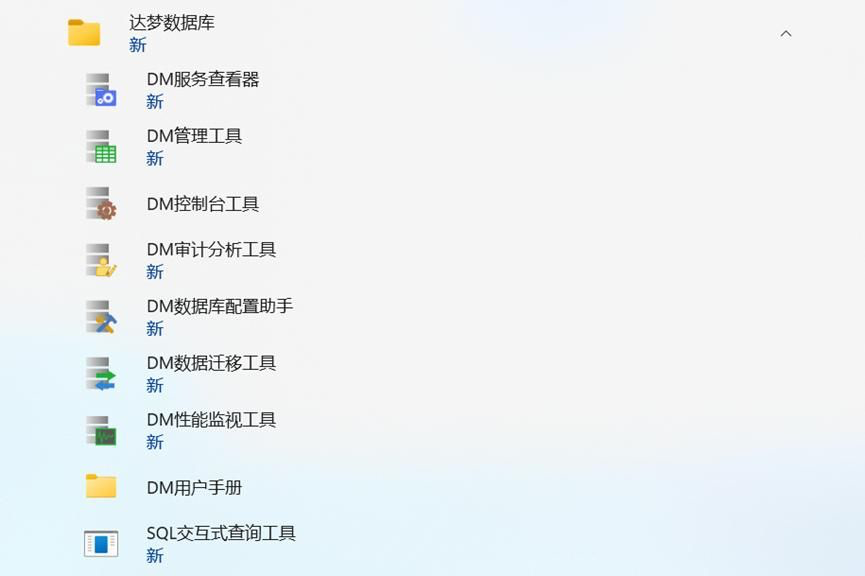 达梦数据库
新
DM服务查看器
新
DM管理工具
新
DM控制台工具
DM审计分析工具
新
DM数据库配置助手
新
DM数据迁移工具
新
DM性能监视工具
新
DM用户手册
SQL交互式查询工具
新